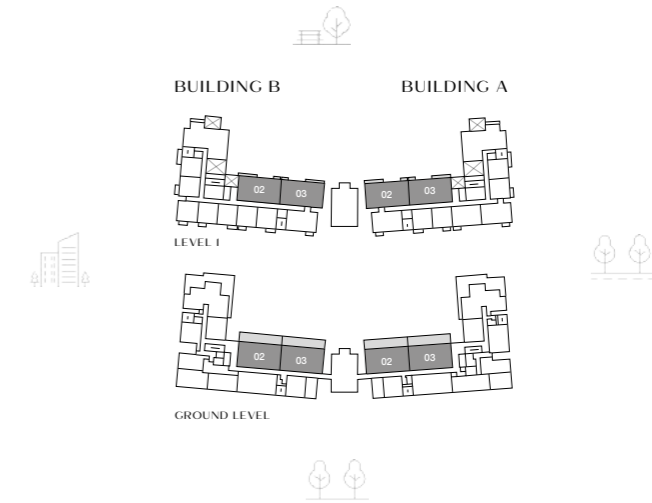 BUILDING B BUILDING A
02 03 02 03
LEVEL 1
02 03 02 03
GROUND LEVEL